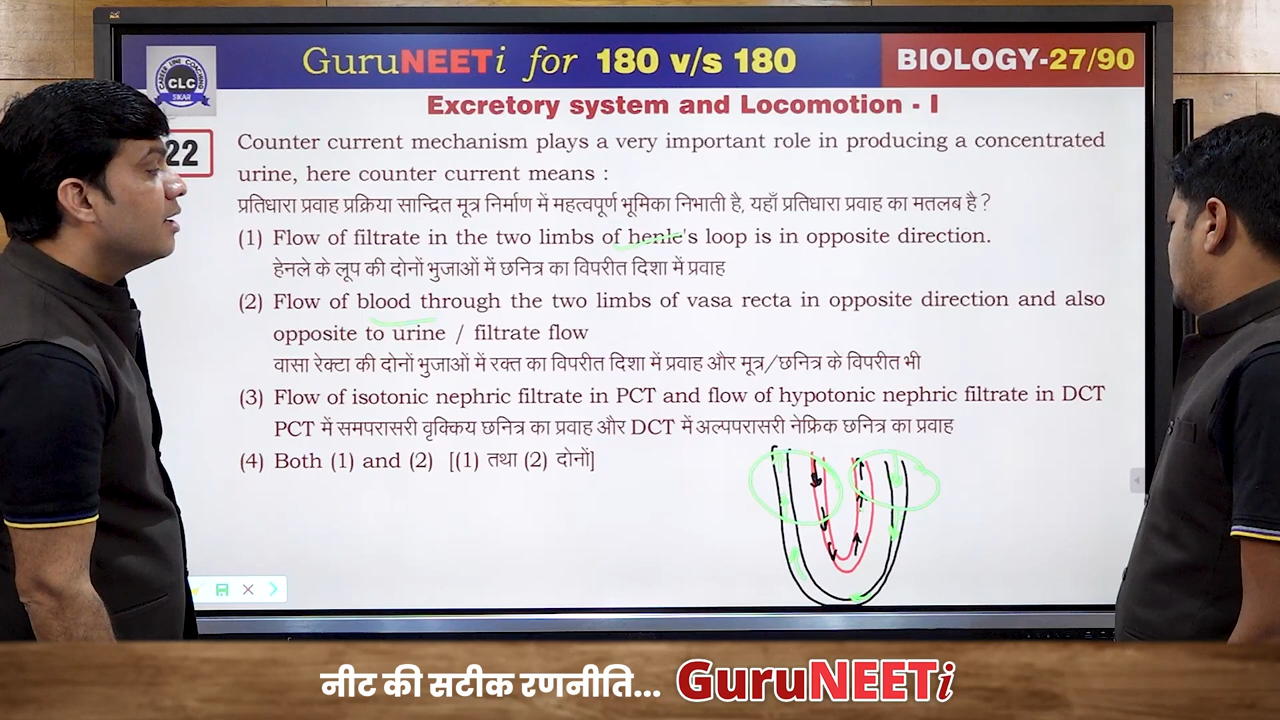 GuruNEETi for 180 v/s 180
BIOLOGY-27/90
CAREER LINE COACHING
CLC
SIKAR
Excretory system and Locomotion - I
22
Counter current mechanism plays a very important role in producing a concentrated
urine, here counter current means :
प्रतिधारा प्रवाह प्रक्रिया सान्द्रित मूत्र निर्माण में महत्वपूर्ण भूमिका निभाती है, यहाँ प्रतिधारा प्रवाह का मतलब है ?
(1) Flow of filtrate in the two limbs of henle's loop is in opposite direction.
हेनले के लूप की दोनों भुजाओं में छनित्र का विपरीत दिशा में प्रवाह
(2) Flow of blood through the two limbs of vasa recta in opposite direction and also
opposite to urine / filtrate flow
वासा रेक्टा की दोनों भुजाओं में रक्त का विपरीत दिशा में प्रवाह और मूत्र/छनित्र के विपरीत भी
(3) Flow of isotonic nephric filtrate in PCT and flow of hypotonic nephric filtrate in DCT
PCT में समपरासरी वृक्किय छनित्र का प्रवाह और DCT में अल्पपरासरी नेफ्रिक छनित्र का प्रवाह
(4) Both (1) and (2) [(1) तथा (2) दोनों]
नीट की सटीक रणनीति... GuruNEETi